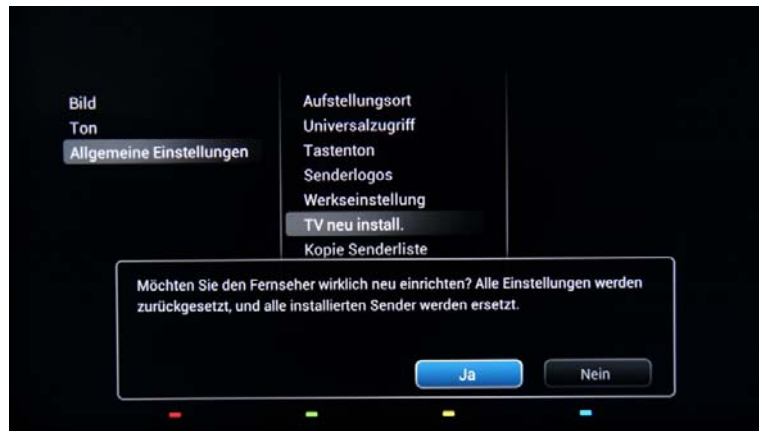 Bild
Ton
Allgemeine Einstellungen
Aufstellungsort
Universalzugriff
Tastenton
Senderlogos
Werkseinstellung
TV neu install.
Kopie Senderliste
Möchten Sie den Fernseher wirklich neu einrichten? Alle Einstellungen werden
zurückgesetzt, und alle installierten Sender werden ersetzt.
Ja
Nein